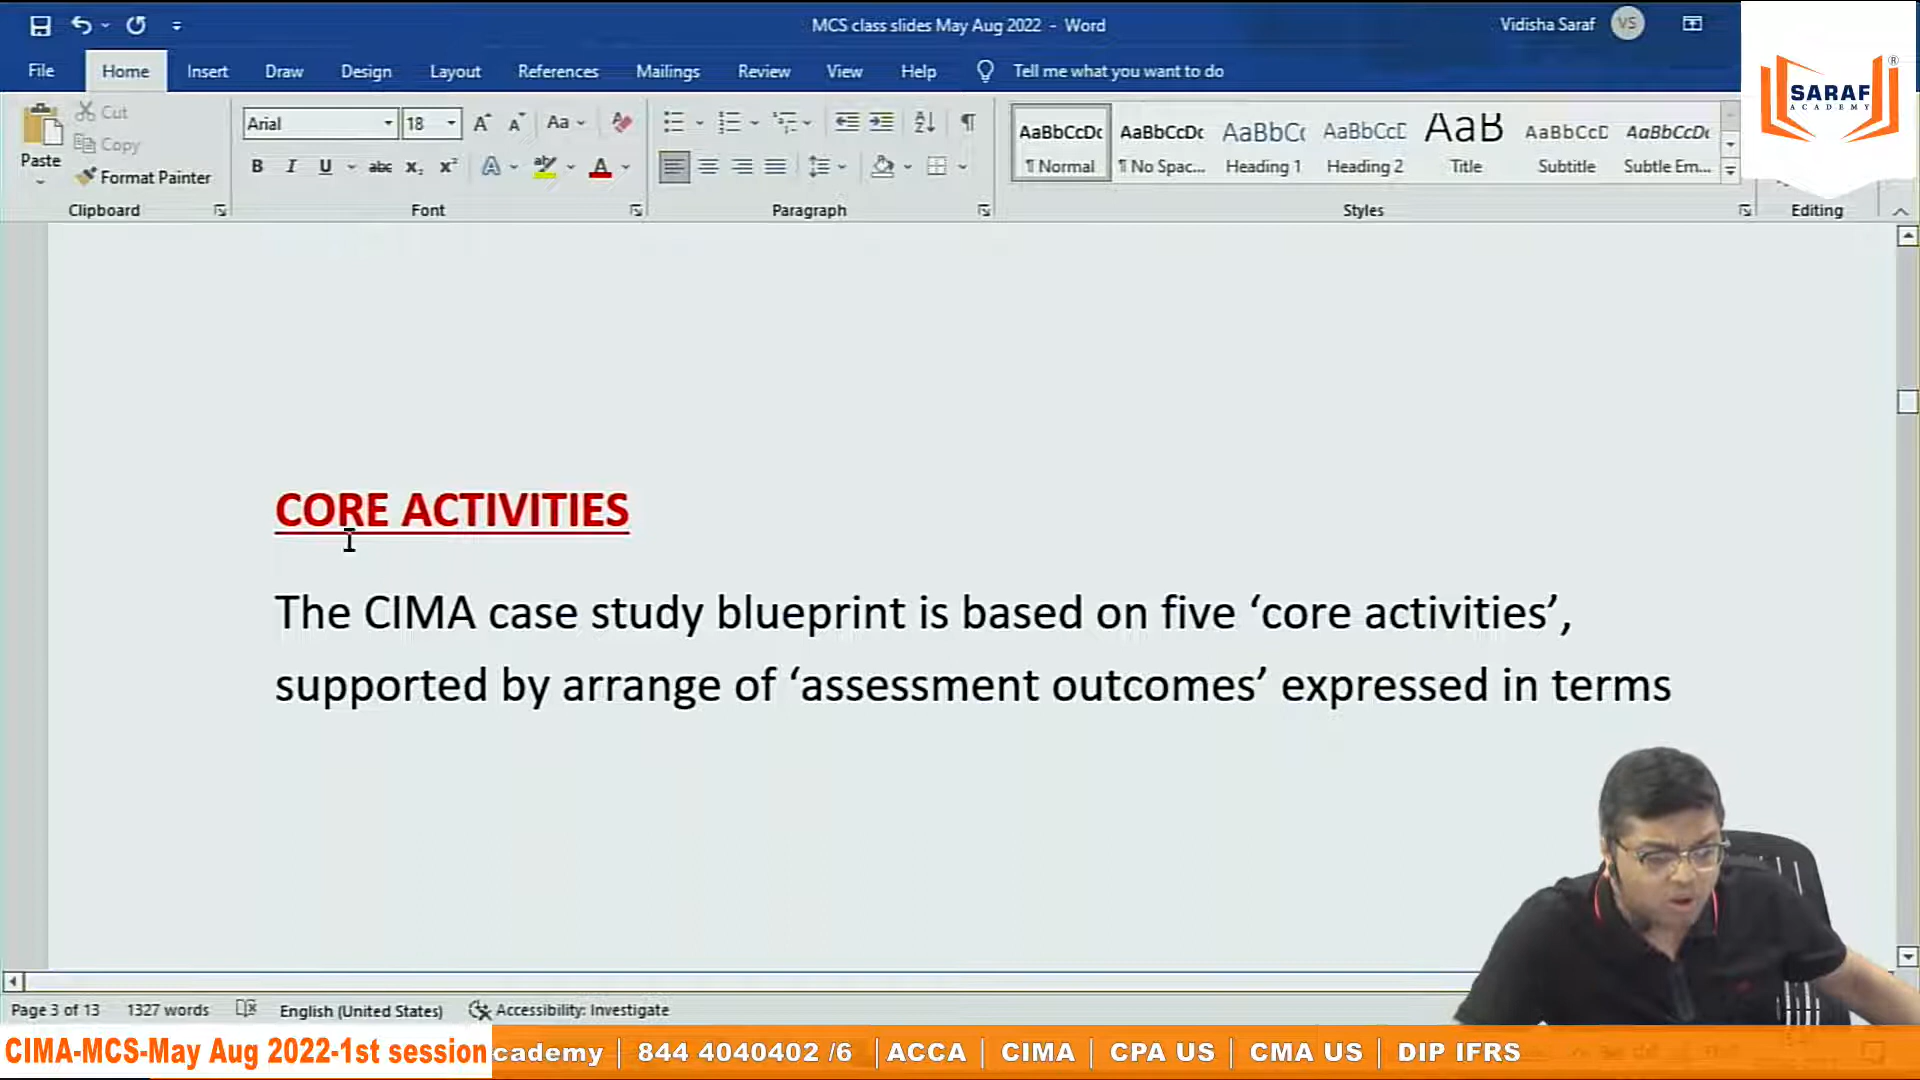 MCS class slides May Aug 2022 - Word
Vidisha Saraf VS
File Home Insert Draw Design Layout References Mailings Review View Help Tell me what you want to do
SARAF
ACADEMY
®
Paste
Cut
Copy
Format Painter
Clipboard
Arial 18
Font
Paragraph
AaBbCcDc AaBbCcDc AaBbCc AaBbCcD AaB AaBbCcD AaBbCcDc
¶ Normal ¶ No Spac... Heading 1 Heading 2 Title Subtitle Subtle Em...
Styles
Editing
CORE ACTIVITIES
The CIMA case study blueprint is based on five ‘core activities’,
supported by arrange of ‘assessment outcomes’ expressed in terms
Page 3 of 13 1327 words English (United States) Accessibility: Investigate
CIMA-MCS-May Aug 2022-1st session cademy | 844 4040402 /6 | ACCA | CIMA | CPA US | CMA US | DIP IFRS